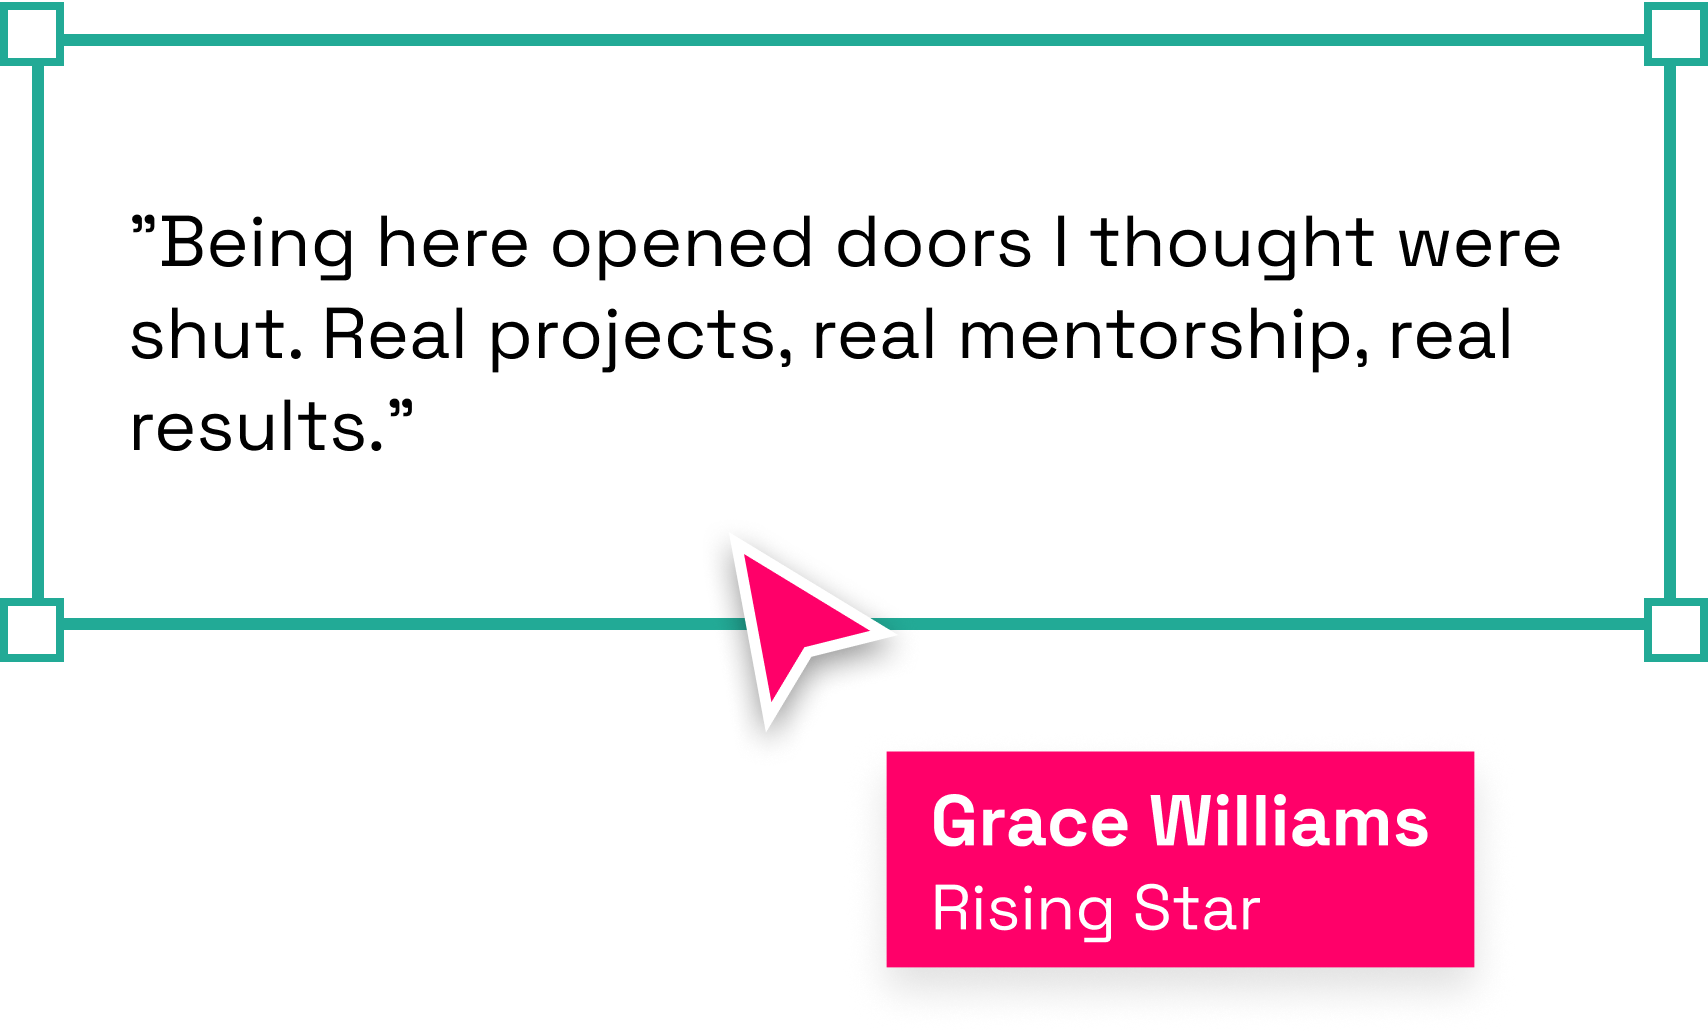 ”Being here opened doors I thought were
shut. Real projects, real mentorship, real
results.”
Grace Williams
Rising Star